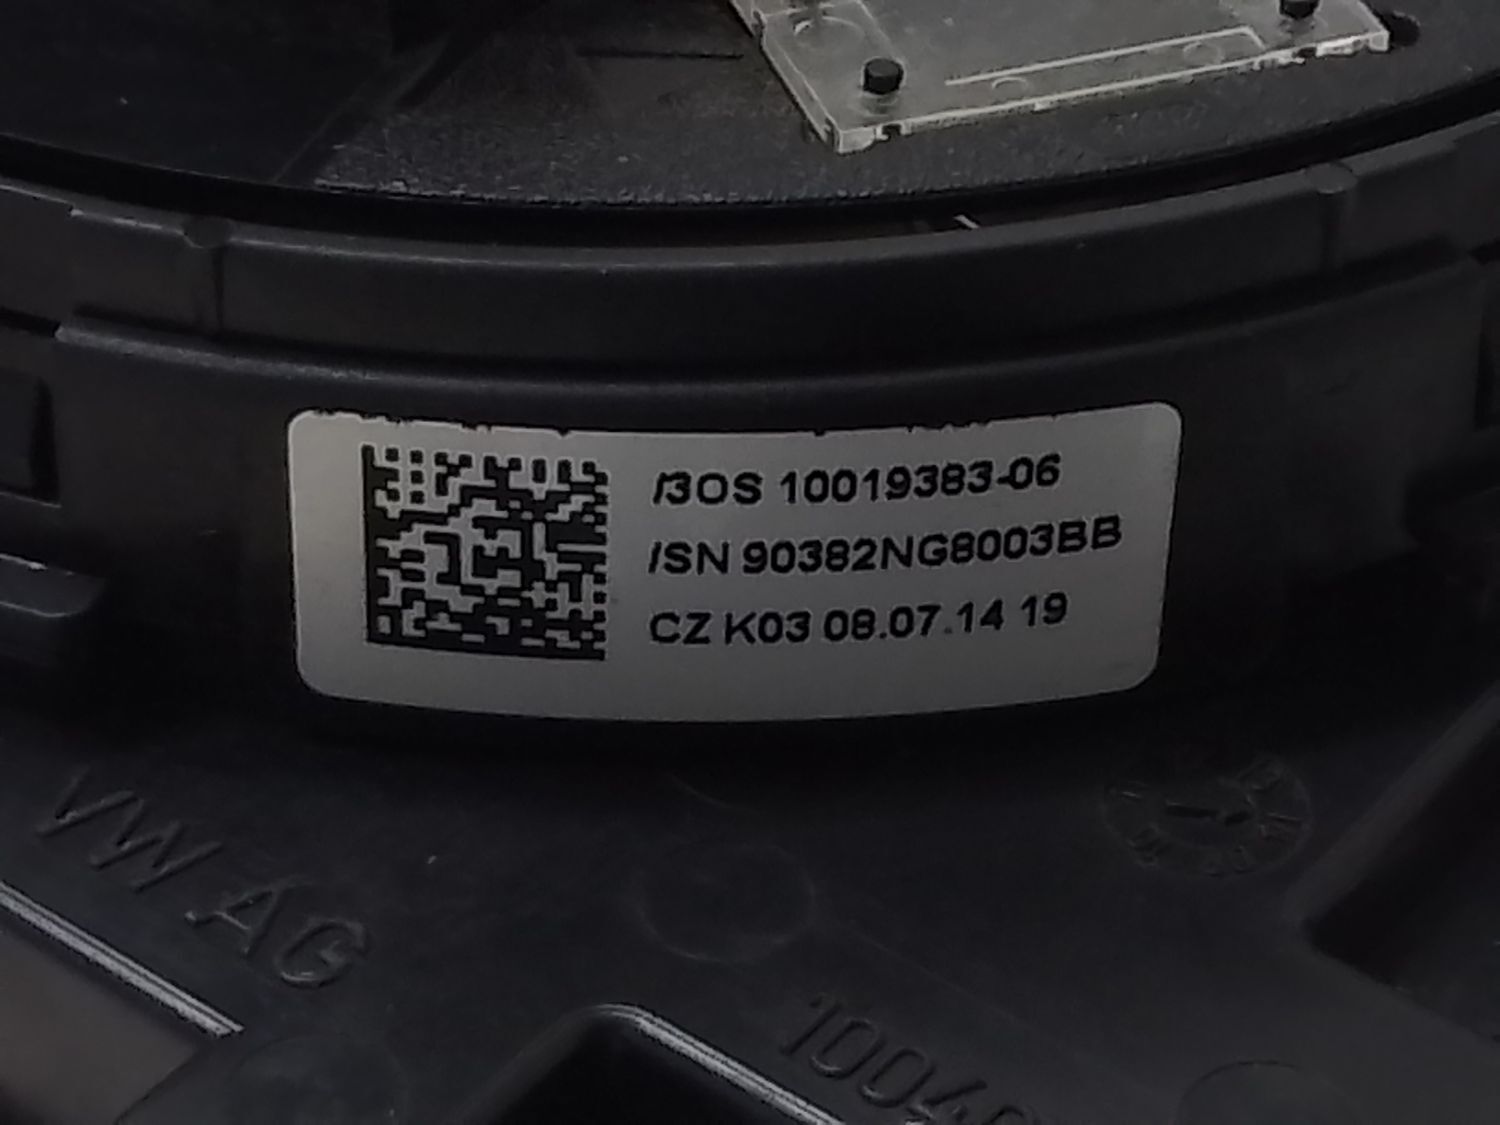 /3OS 10019383-06
/SN 90382NG8003BB
CZ K03 08.07.14 19
VW AG